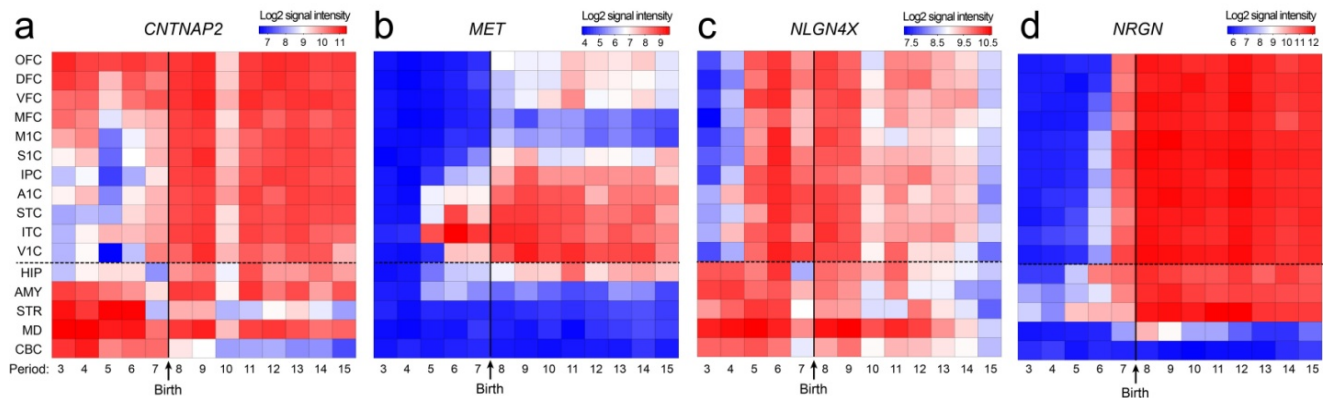 a
CNTNAP2
Log2 signal intensity
7 8 9 10 11
b
MET
Log2 signal intensity
4 5 6 7 8 9
c
NLGN4X
Log2 signal intensity
7.5 8.5 9.5 10.5
d
NRGN
Log2 signal intensity
6 7 8 9 10 11 12
OFC
DFC
VFC
MFC
M1C
S1C
IPC
A1C
STC
ITC
V1C
HIP
AMY
STR
MD
CBC
Period: 3 4 5 6 7 8 9 10 11 12 13 14 15
Birth
3 4 5 6 7 8 9 10 11 12 13 14 15
Birth
3 4 5 6 7 8 9 10 11 12 13 14 15
Birth
3 4 5 6 7 8 9 10 11 12 13 14 15
Birth